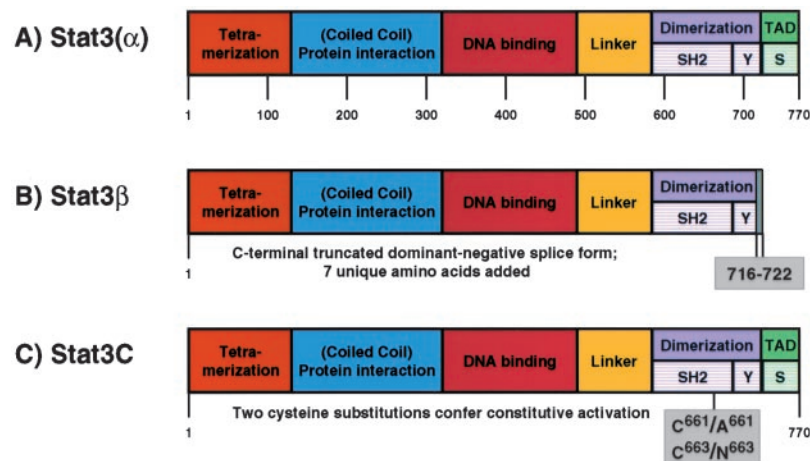 A) Stat3(α)
Tetra-
merization
(Coiled Coil)
Protein interaction
DNA binding
Linker
Dimerization
TAD
SH2
Y
S
1 100 200 300 400 500 600 700 770
B) Stat3β
Tetra-
merization
(Coiled Coil)
Protein interaction
DNA binding
Linker
Dimerization
SH2
Y
1
C-terminal truncated dominant-negative splice form;
7 unique amino acids added
716-722
C) Stat3C
Tetra-
merization
(Coiled Coil)
Protein interaction
DNA binding
Linker
Dimerization
TAD
SH2
Y
S
1
Two cysteine substitutions confer constitutive activation
770
C⁶⁶¹/A⁶⁶¹
C⁶⁶³/N⁶⁶³